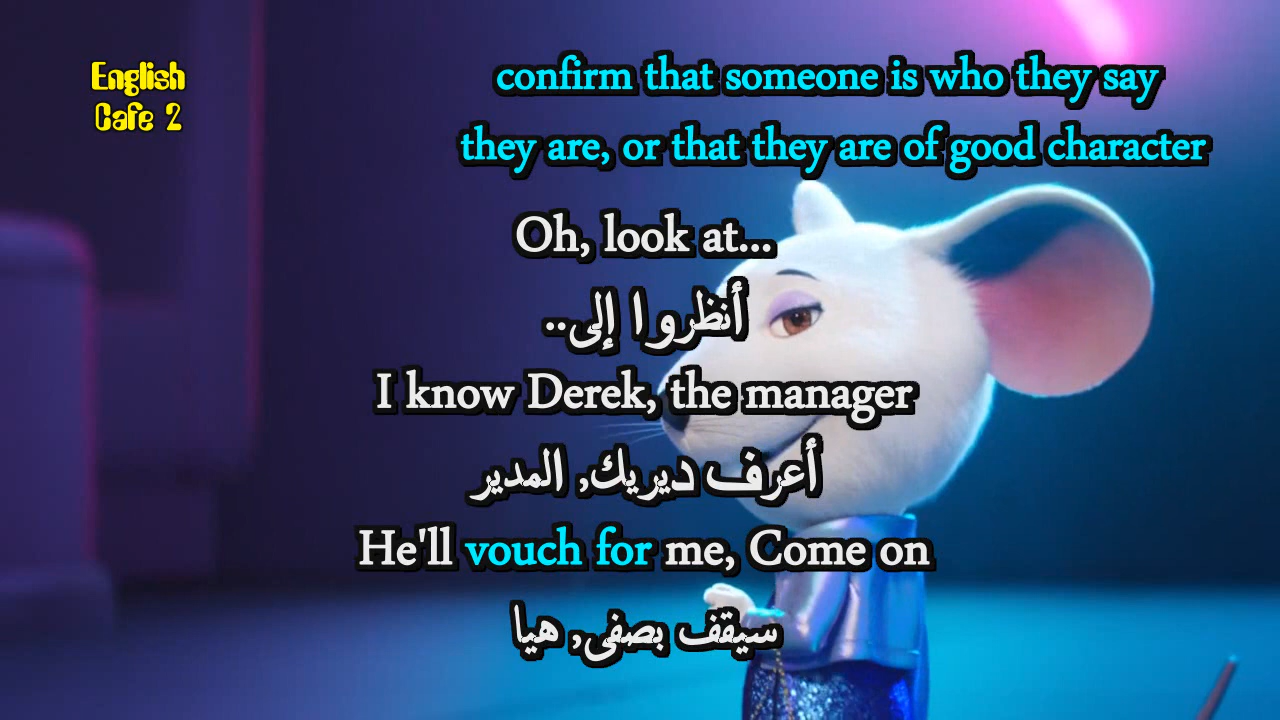 English
Cafe 2
confirm that someone is who they say
they are, or that they are of good character
Oh, look at...
أنظروا إلى..
I know Derek, the manager
أعرف ديريك, المدير
He'll vouch for me, Come on
سيقف بصفى, هيا